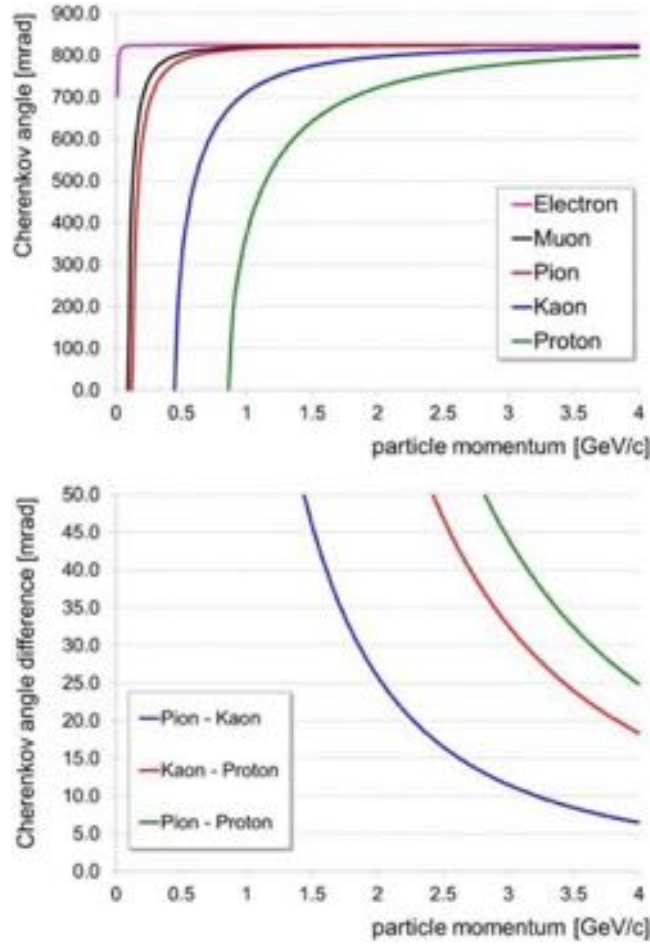 Cherenkov angle [mrad]
900.0
800.0
700.0
600.0
500.0
400.0
300.0
200.0
100.0
0.0
Electron
Muon
Pion
Kaon
Proton
0 0.5 1 1.5 2 2.5 3 3.5 4
particle momentum [GeV/c]
Cherenkov angle difference [mrad]
50.0
45.0
40.0
35.0
30.0
25.0
20.0
15.0
10.0
5.0
0.0
Pion - Kaon
Kaon - Proton
Pion - Proton
0 0.5 1 1.5 2 2.5 3 3.5 4
particle momentum [GeV/c]